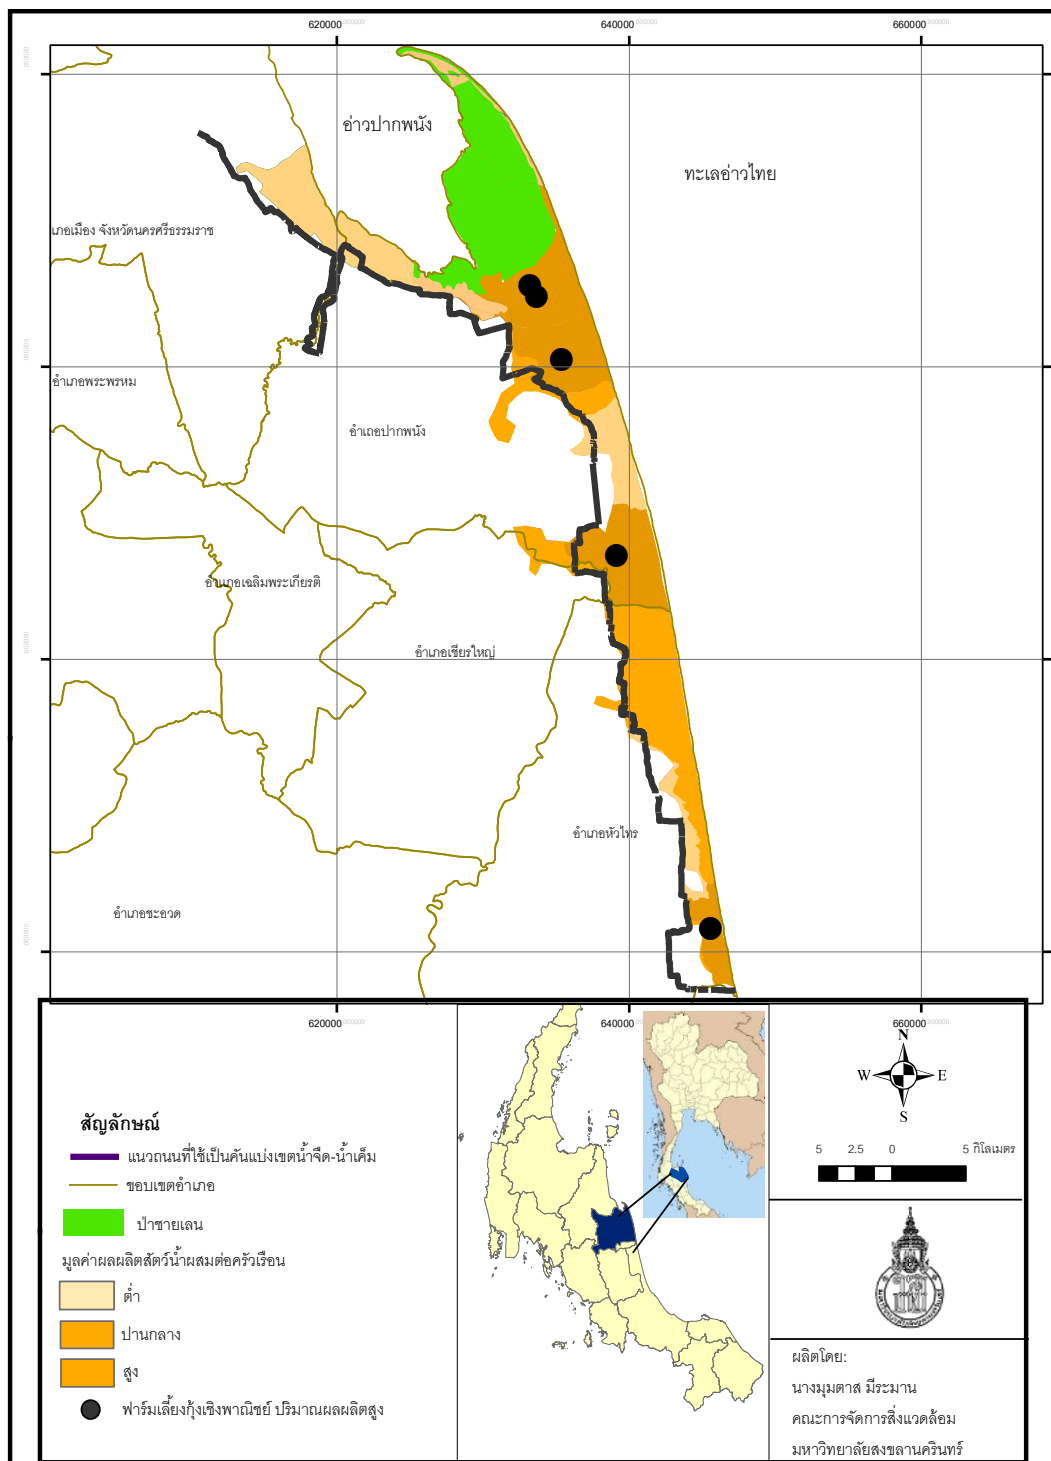 620000
640000
660000
อ่าวปากพนัง
ทะเลอ่าวไทย
เภอเมือง จังหวัดนครศรีธรรมราช
อำเภอพระพรหม
อำเถอปากพนัง
อำเภอเฉลิมพระเกียรติ
อำเภอเชียรใหญ่
อำเภอหัวไทร
อำเภอชะอวด
620000
640000
660000
N
W
E
S
สัญลักษณ์
แนวถนนที่ใช้เป็นคันแบ่งเขตน้ำจืด-น้ำเค็ม
ขอบเขตอำเภอ
ป่าชายเลน
มูลค่าผลผลิตสัตว์น้ำผสมต่อครัวเรือน
ต่ำ
ปานกลาง
สูง
ฟาร์มเลี้ยงกุ้งเชิงพาณิชย์ ปริมาณผลผลิตสูง
5 2.5 0 5 กิโลเมตร
ผลิตโดย:
นางมุมตาส มีระมาน
คณะการจัดการสิ่งแวดล้อม
มหาวิทยาลัยสงขลานครินทร์